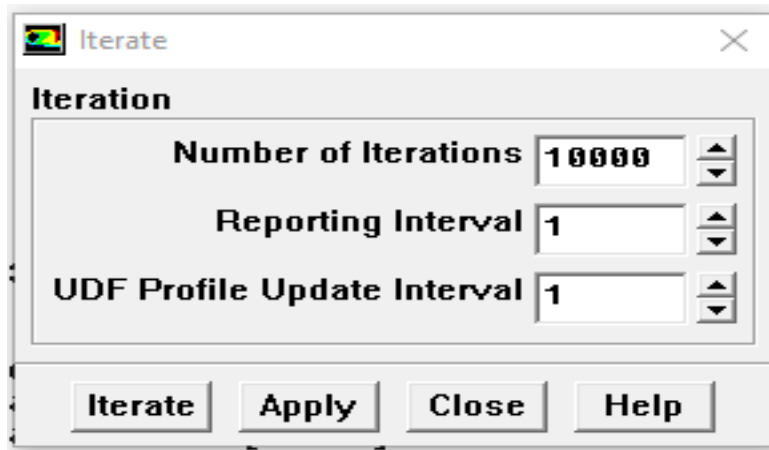 Iterate
Iteration
Number of Iterations 10000
Reporting Interval 1
UDF Profile Update Interval 1
Iterate Apply Close Help